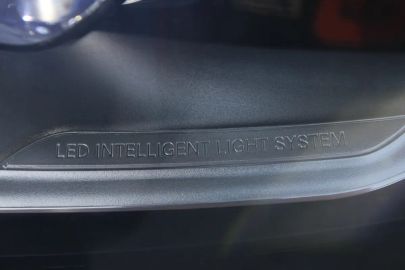 LED INTELLIGENT LIGHT SYSTEM